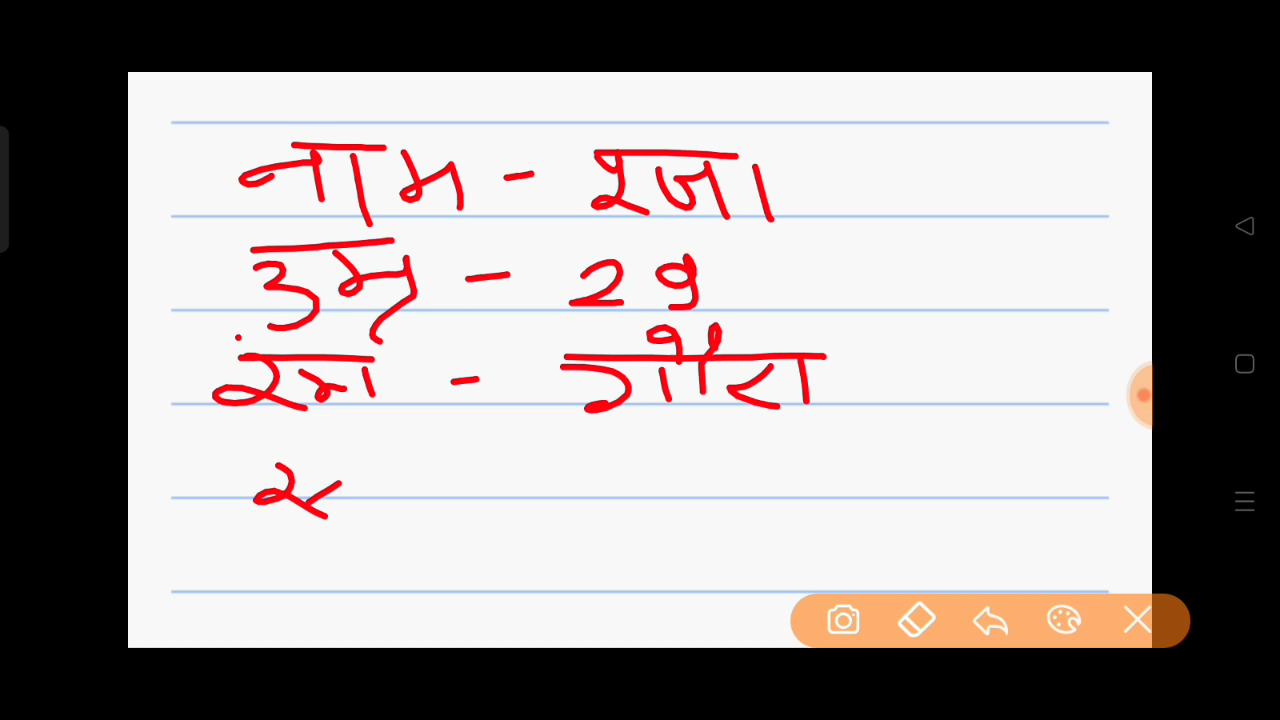 नाम - रजा
उम्र - 29
रंग - गोरा